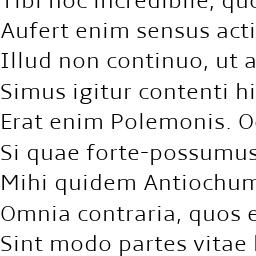 Tibi hoc incredibile, quo
Aufert enim sensus acti
Illud non continuo, ut a
Simus igitur contenti hi
Erat enim Polemonis. O
Si quae forte-possumus
Mihi quidem Antiochum
Omnia contraria, quos e
Sint modo partes vitae